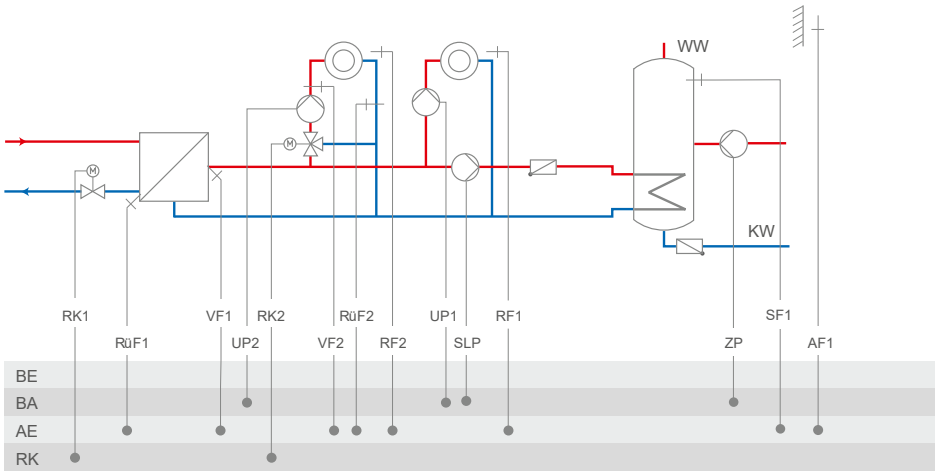 WW
M
M
KW
RK1
VF1
RK2
RüF2
UP1
RF1
SF1
RüF1
UP2
VF2
RF2
SLP
ZP
AF1
BE
BA
AE
RK